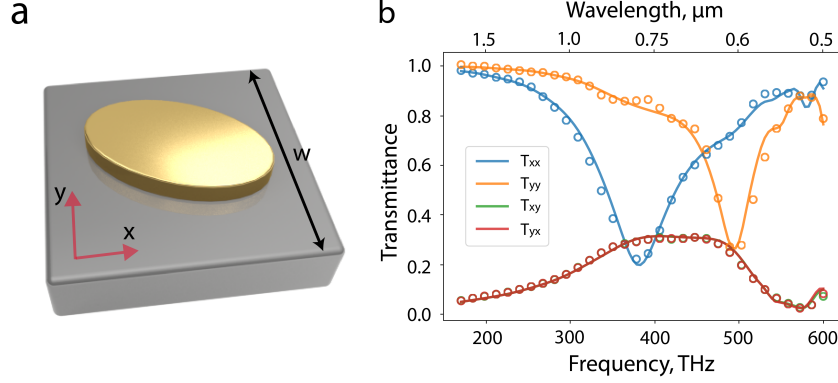 a
y
x
w
b
Wavelength, μm
1.5 1.0 0.75 0.6 0.5
Transmittance
1.0
0.8
0.6
0.4
0.2
0.0
Txx
Tyy
Txy
Tyx
200 300 400 500 600
Frequency, THz